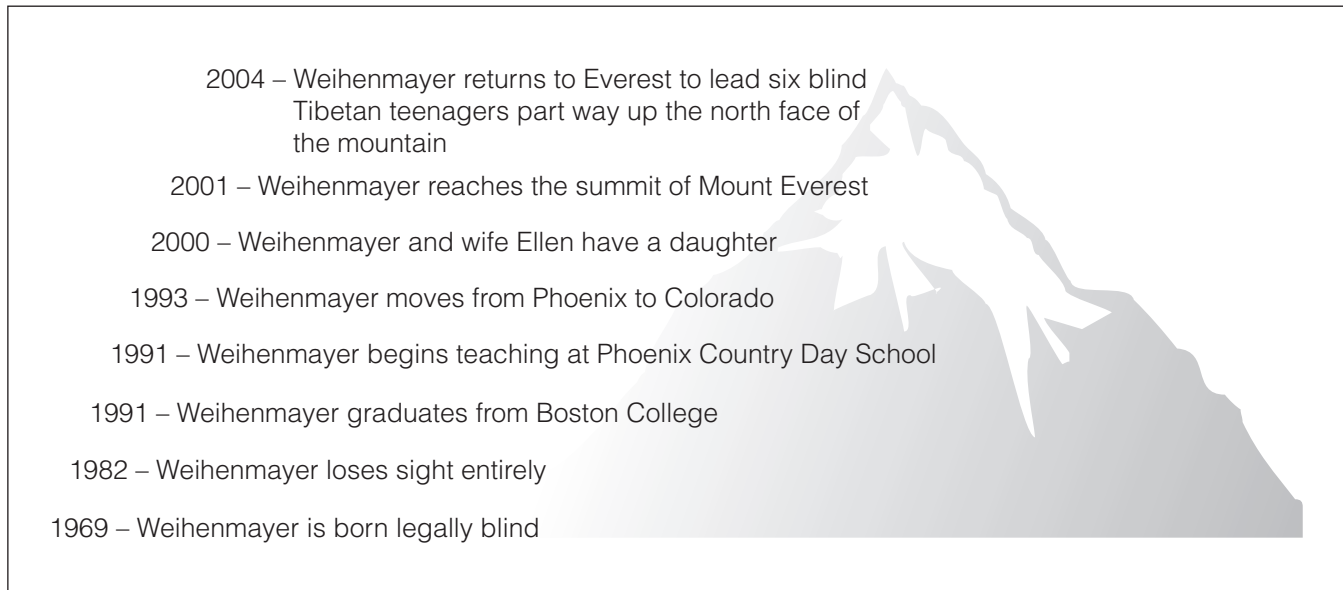 2004 – Weihenmayer returns to Everest to lead six blind
Tibetan teenagers part way up the north face of
the mountain
2001 – Weihenmayer reaches the summit of Mount Everest
2000 – Weihenmayer and wife Ellen have a daughter
1993 – Weihenmayer moves from Phoenix to Colorado
1991 – Weihenmayer begins teaching at Phoenix Country Day School
1991 – Weihenmayer graduates from Boston College
1982 – Weihenmayer loses sight entirely
1969 – Weihenmayer is born legally blind